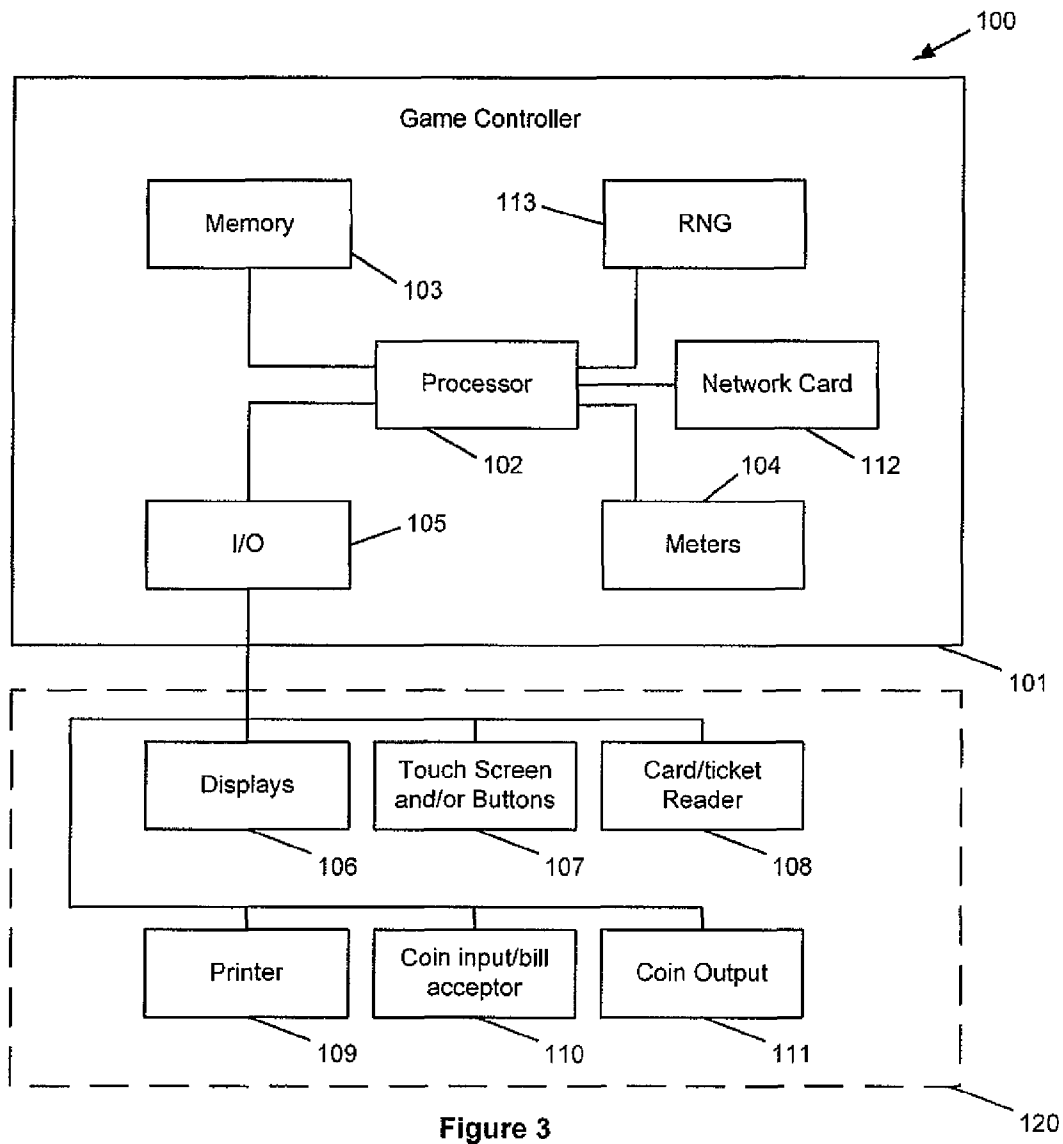 100
Game Controller
Memory
103
113
RNG
Processor
102
Network Card
112
I/O
105
104
Meters
101
Displays
106
Touch Screen
and/or Buttons
107
Card/ticket
Reader
108
Printer
109
Coin input/bill
acceptor
110
Coin Output
111
120
Figure 3